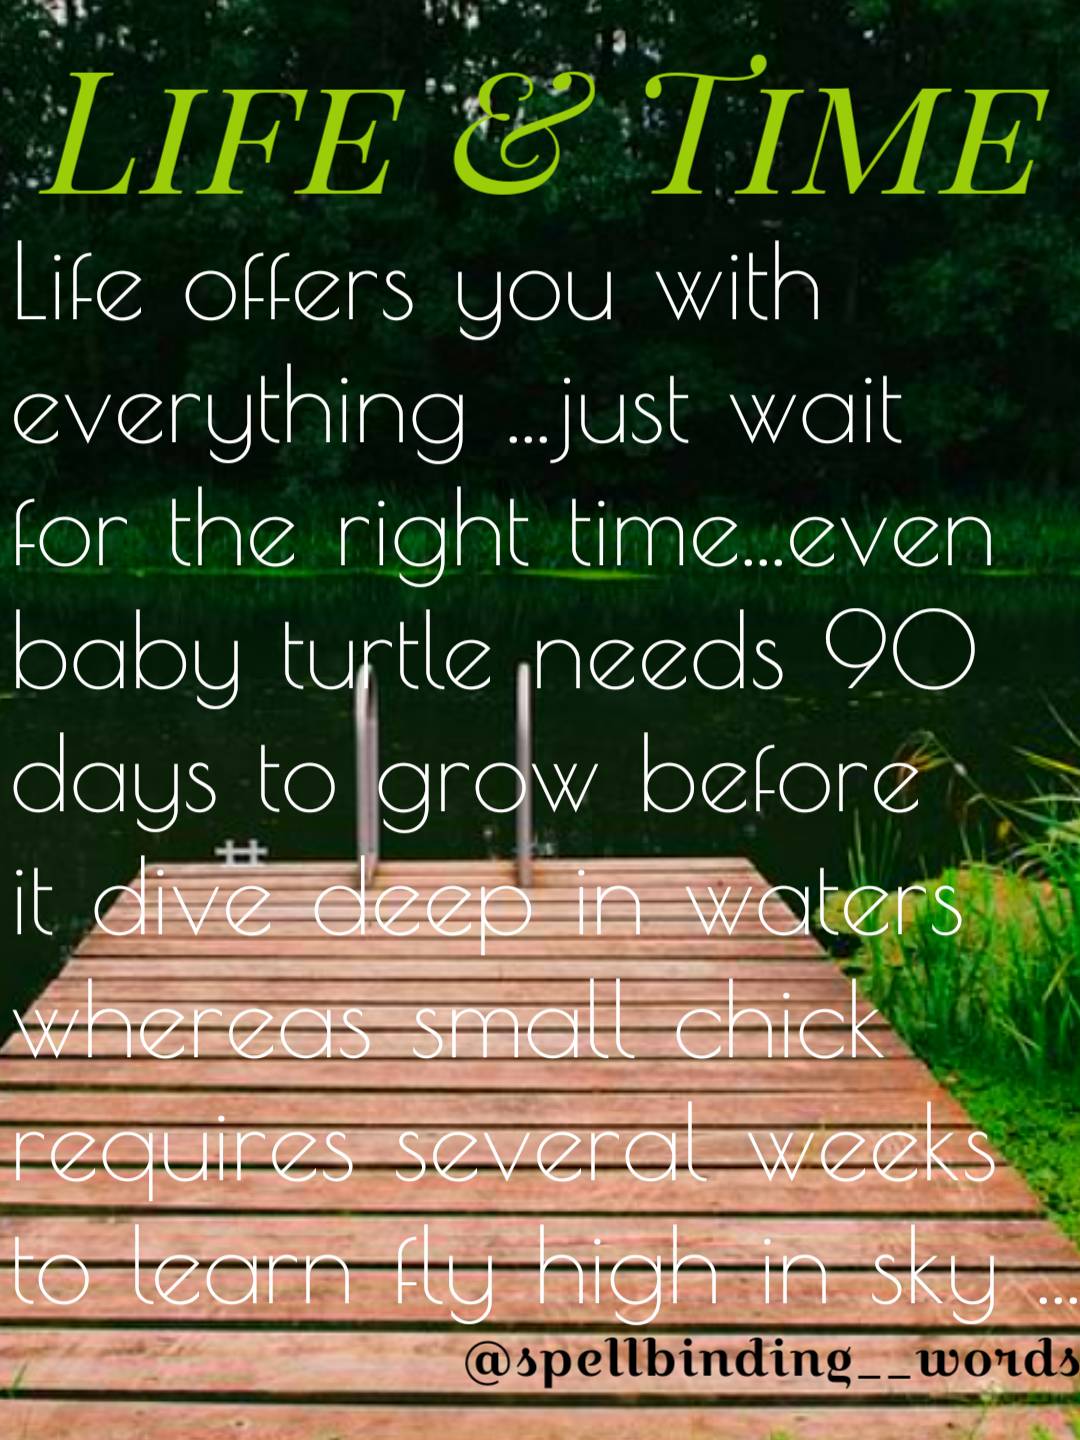 LIFE & TIME
Life offers you with
everything ...just wait
for the right time...even
baby turtle needs 90
days to grow before
it dive deep in waters
whereas small chick
requires several weeks
to learn fly high in sky ...
@spellbinding__words